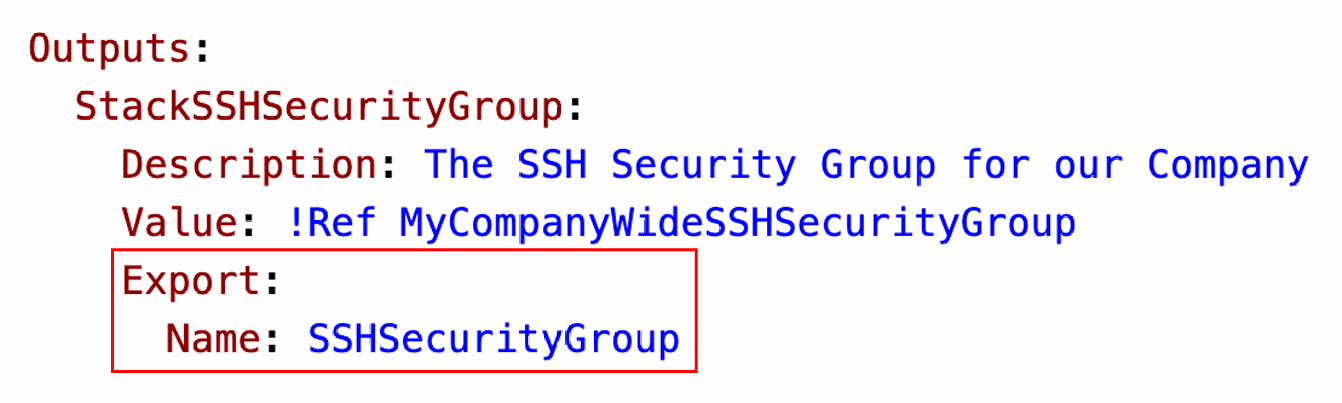 Outputs:
  StackSSHSecurityGroup:
    Description: The SSH Security Group for our Company
    Value: !Ref MyCompanyWideSSHSecurityGroup
    Export:
      Name: SSHSecurityGroup